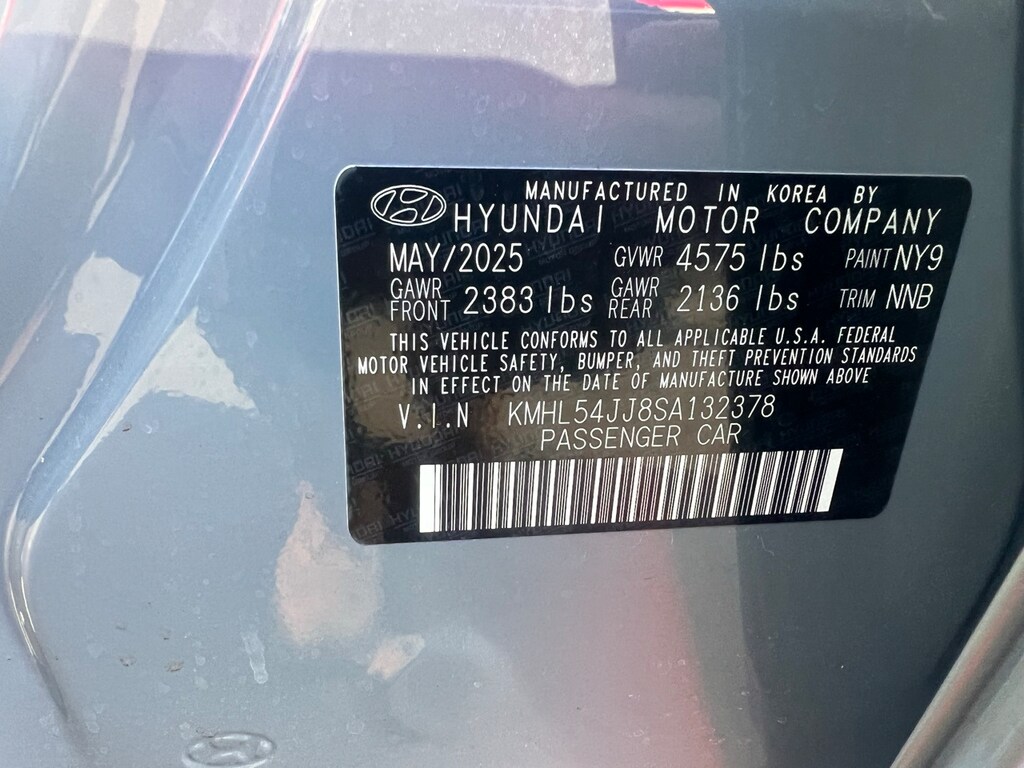 MANUFACTURED IN KOREA BY
HYUNDAI MOTOR COMPANY
MAY/2025 GVWR 4575 lbs PAINT NY9
GAWR FRONT 2383 lbs GAWR REAR 2136 lbs TRIM NNB
THIS VEHICLE CONFORMS TO ALL APPLICABLE U.S.A. FEDERAL
MOTOR VEHICLE SAFETY, BUMPER, AND THEFT PREVENTION STANDARDS
IN EFFECT ON THE DATE OF MANUFACTURE SHOWN ABOVE
V.I.N KMHL54JJ8SA132378
PASSENGER CAR